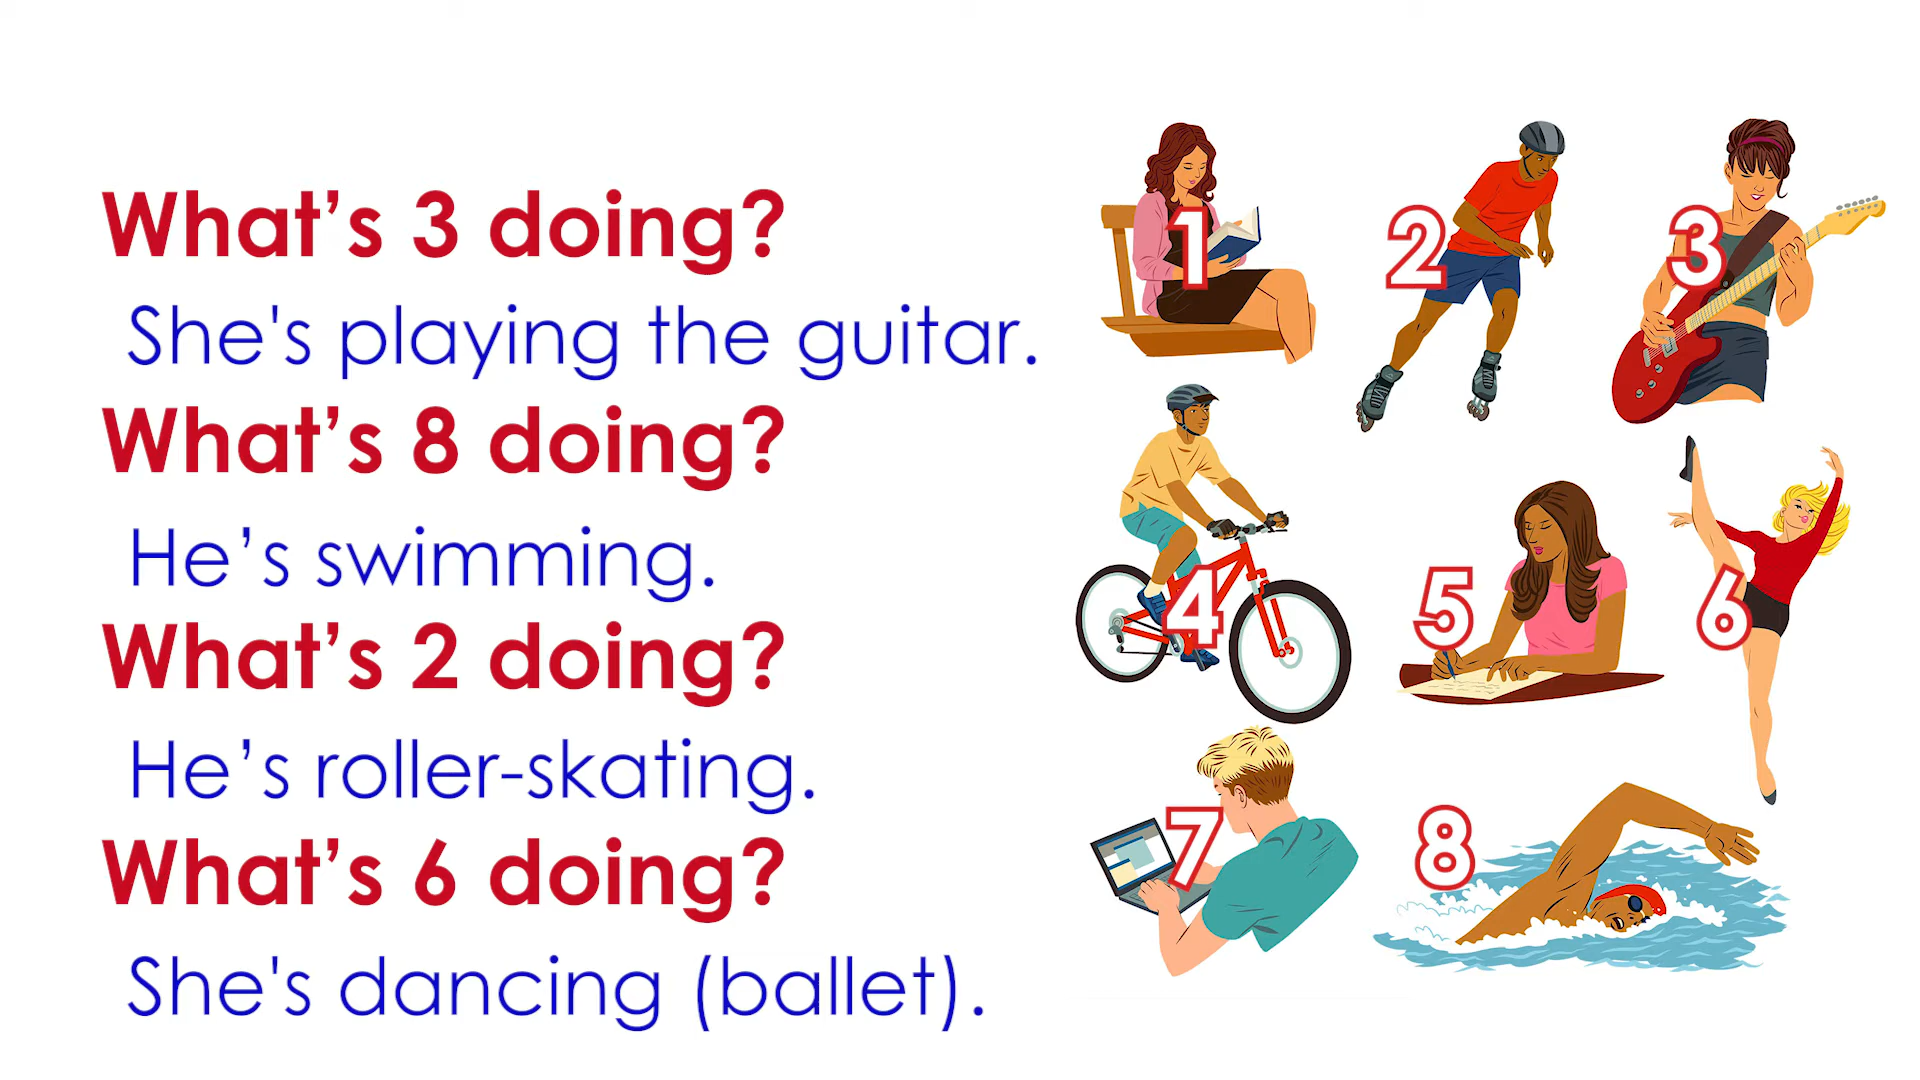 What’s 3 doing?
She's playing the guitar.
What’s 8 doing?
He’s swimming.
What’s 2 doing?
He’s roller-skating.
What’s 6 doing?
She's dancing (ballet).
1
2
3
4
5
6
7
8